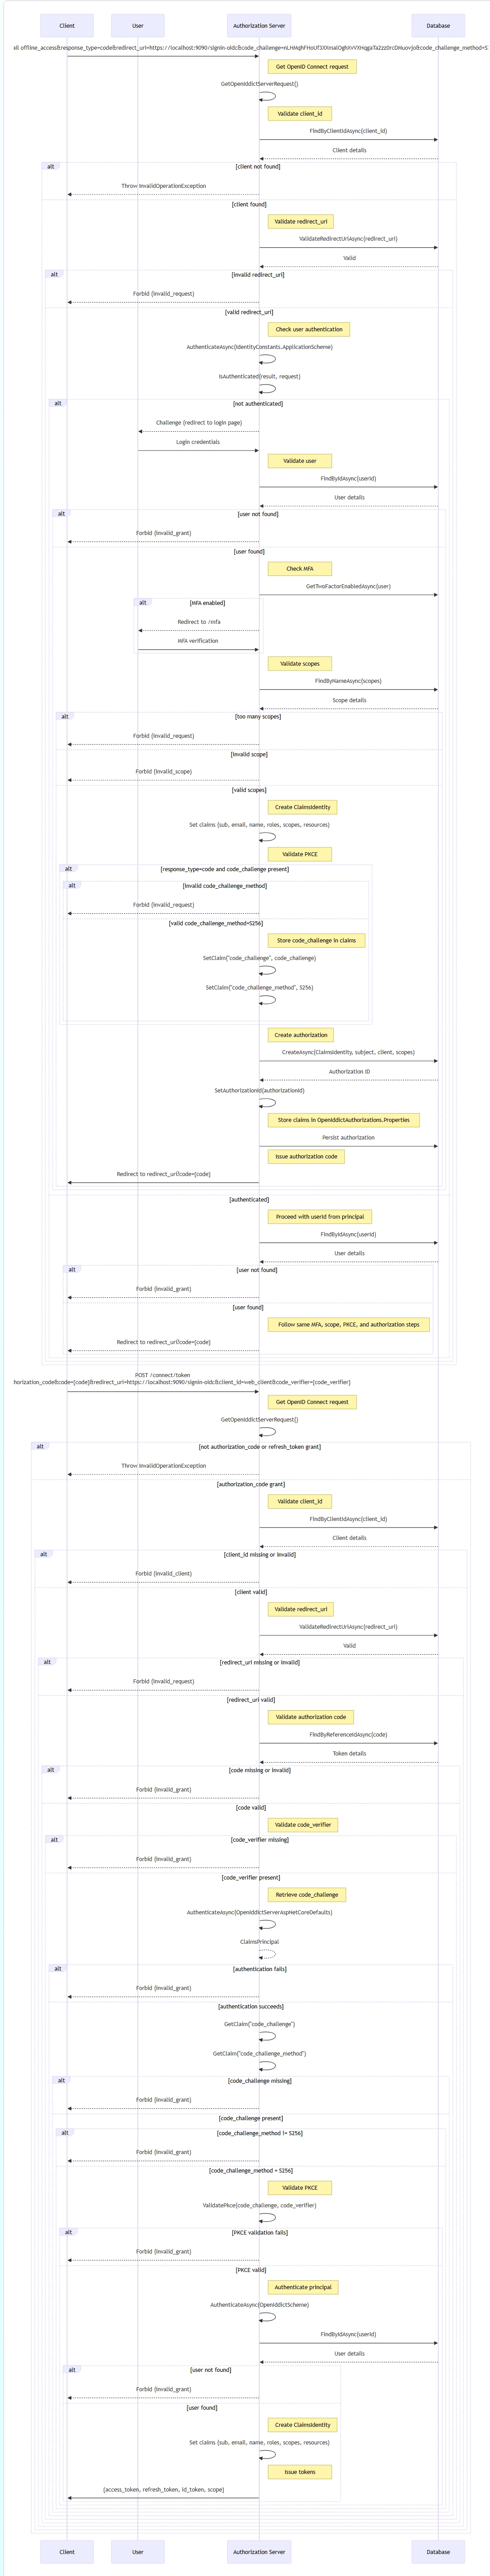 Client
User
Authorization Server
Database
Get OpenID Connect request
GetOpenIddictServerRequest()
Validate client_id
FindByClientIdAsync(client_id)
Client details
alt
[client not found]
Throw InvalidOperationException
[client found]
Validate redirect_uri
ValidateRedirectUriAsync(redirect_uri)
Valid
alt
[invalid redirect_uri]
Forbid (invalid_request)
[valid redirect_uri]
Check user authentication
AuthenticateAsync(IdentityConstants.ApplicationScheme)
IsAuthenticated(result, request)
alt
[not authenticated]
Challenge (redirect to login page)
Login credentials
Validate user
FindByIdAsync(userId)
User details
alt
[user not found]
Forbid (invalid_grant)
[user found]
Check MFA
GetTwoFactorEnabledAsync(user)
alt
[MFA enabled]
Redirect to /mfa
MFA verification
Validate scopes
FindByNameAsync(scopes)
Scope details
alt
[too many scopes]
Forbid (invalid_request)
[invalid scope]
Forbid (invalid_scope)
[valid scopes]
Create ClaimsIdentity
Set claims (sub, email, name, roles, scopes, resources)
Validate PKCE
alt
[response_type=code and code_challenge present]
alt
[invalid code_challenge_method]
Forbid (invalid_request)
[valid code_challenge_method=S256]
Store code_challenge in claims
SetClaim("code_challenge", code_challenge)
SetClaim("code_challenge_method", S256)
Create authorization
CreateAsync(ClaimsIdentity, subject, client, scopes)
Authorization ID
SetAuthorizationId(authorizationId)
Store claims in OpenIddictAuthorizations.Properties
Persist authorization
Issue authorization code
Redirect to redirect_uri?code=[code]
[authenticated]
Proceed with userId from principal
FindByIdAsync(userId)
User details
alt
[user not found]
Forbid (invalid_grant)
[user found]
Follow same MFA, scope, PKCE, and authorization steps
Redirect to redirect_uri?code=[code]
POST /connect/token
horization_code&code=[code]&redirect_uri=https://localhost:9090/signin-oidc&client_id=web_client&code_verifier=[code_verifier]
Get OpenID Connect request
GetOpenIddictServerRequest()
alt
[not authorization_code or refresh_token grant]
Throw InvalidOperationException
[authorization_code grant]
Validate client_id
FindByClientIdAsync(client_id)
Client details
alt
[client_id missing or invalid]
Forbid (invalid_client)
[client valid]
Validate redirect_uri
ValidateRedirectUriAsync(redirect_uri)
Valid
alt
[redirect_uri missing or invalid]
Forbid (invalid_request)
[redirect_uri valid]
Validate authorization code
FindByReferenceIdAsync(code)
Token details
alt
[code missing or invalid]
Forbid (invalid_grant)
[code valid]
Validate code_verifier
alt
[code_verifier missing]
Forbid (invalid_grant)
[code_verifier present]
Retrieve code_challenge
AuthenticateAsync(OpenIddictServerAspNetCoreDefaults)
ClaimsPrincipal
alt
[authentication fails]
Forbid (invalid_grant)
[authentication succeeds]
GetClaim("code_challenge")
GetClaim("code_challenge_method")
alt
[code_challenge missing]
Forbid (invalid_grant)
[code_challenge present]
alt
[code_challenge_method != S256]
Forbid (invalid_grant)
[code_challenge_method = S256]
Validate PKCE
ValidatePkce(code_challenge, code_verifier)
alt
[PKCE validation fails]
Forbid (invalid_grant)
[PKCE valid]
Authenticate principal
AuthenticateAsync(OpenIddictScheme)
FindByIdAsync(userId)
User details
alt
[user not found]
Forbid (invalid_grant)
[user found]
Create ClaimsIdentity
Set claims (sub, email, name, roles, scopes, resources)
Issue tokens
{access_token, refresh_token, id_token, scope}
Client
User
Authorization Server
Database